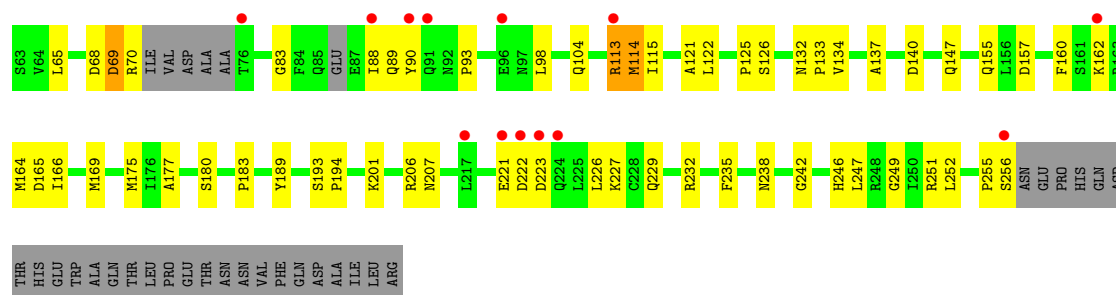 S63 V64 L65 D68 D69 R70 ILE VAL ASP ALA ALA T76 G83 F84 Q85 GLU E87 I88 Q89 Y90 Q91 N92 P93 E96 N97 L98 Q104 R113 M114 I115 A121 L122 P125 S126 N132 P133 V134 A137 D140 Q147 Q155 L156 D157 F160 S161 K162
M164 D165 I166 M169 M175 I176 A177 S180 P183 Y189 S193 P194 K201 R206 N207 L217 E221 D222 D223 Q224 L225 L226 K227 C228 Q229 R232 F235 N238 G242 H246 L247 R248 G249 I250 R251 L252 P255 S256 ASN GLU PRO HIS GLN
THR HIS GLU TRP ALA GLN THR LEU PRO GLU THR ASN ASN VAL PHE GLN ASP ALA ILE LEU ARG